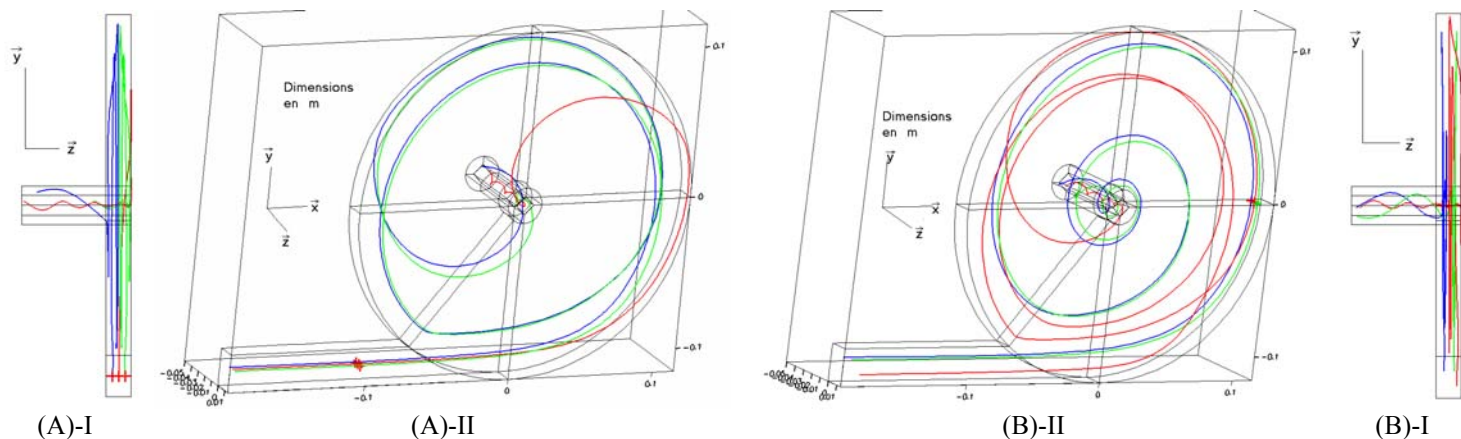 y
z
(A)-I
Dimensions
en m
y
x
z
0.1
0
-0.1
-0.1
0
0.1
(A)-II
Dimensions
en m
y
x
z
0.1
0
-0.1
-0.1
0
0.1
(B)-II
y
z
(B)-I